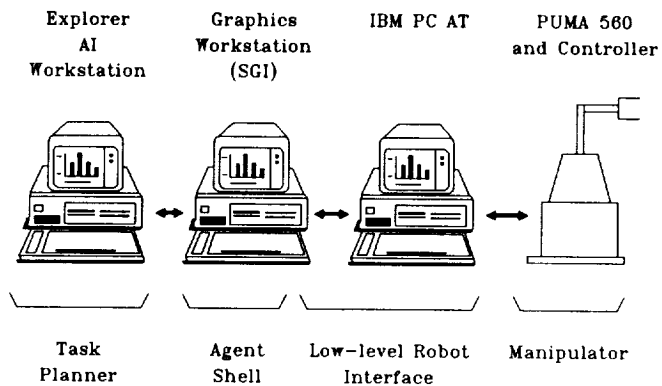 Explorer
AI
Workstation
Graphics
Workstation
(SGI)
IBM PC AT
PUMA 560
and Controller
Task
Planner
Agent
Shell
Low-level Robot
Interface
Manipulator